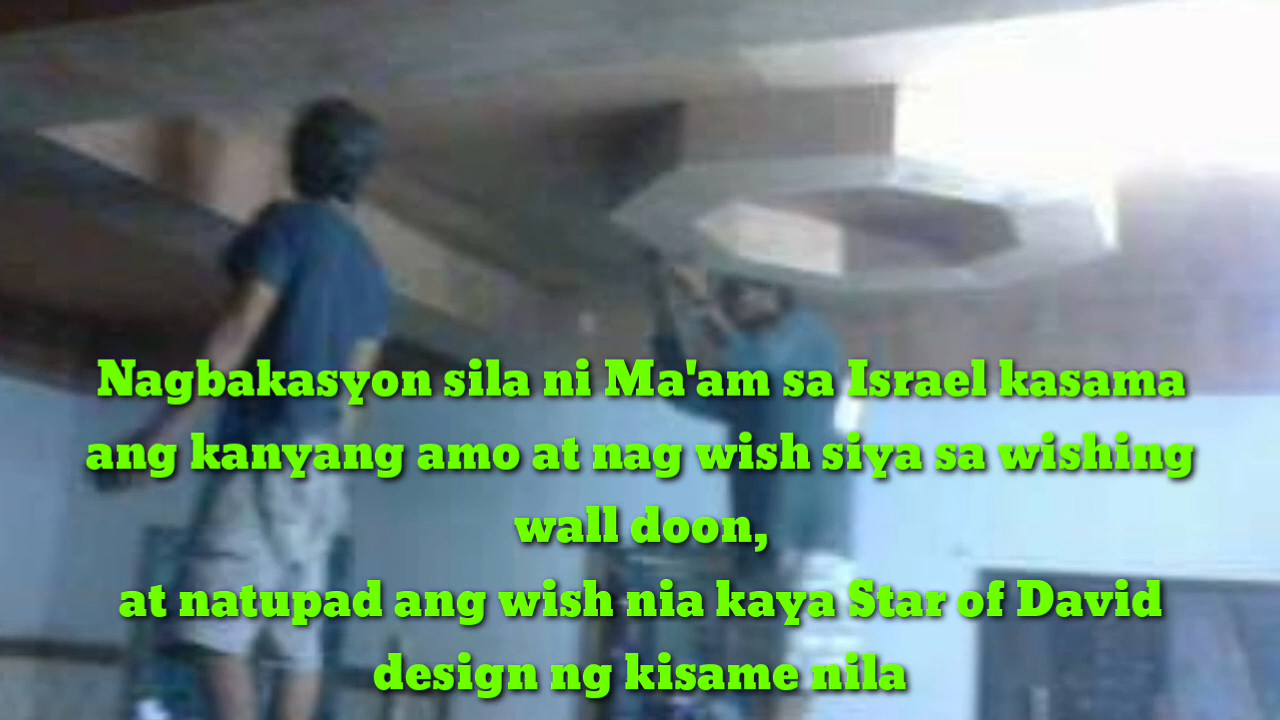 Nagbakasyon sila ni Ma'am sa Israel kasama
ang kanyang amo at nag wish siya sa wishing
wall doon,
at natupad ang wish nia kaya Star of David
design ng kisame nila